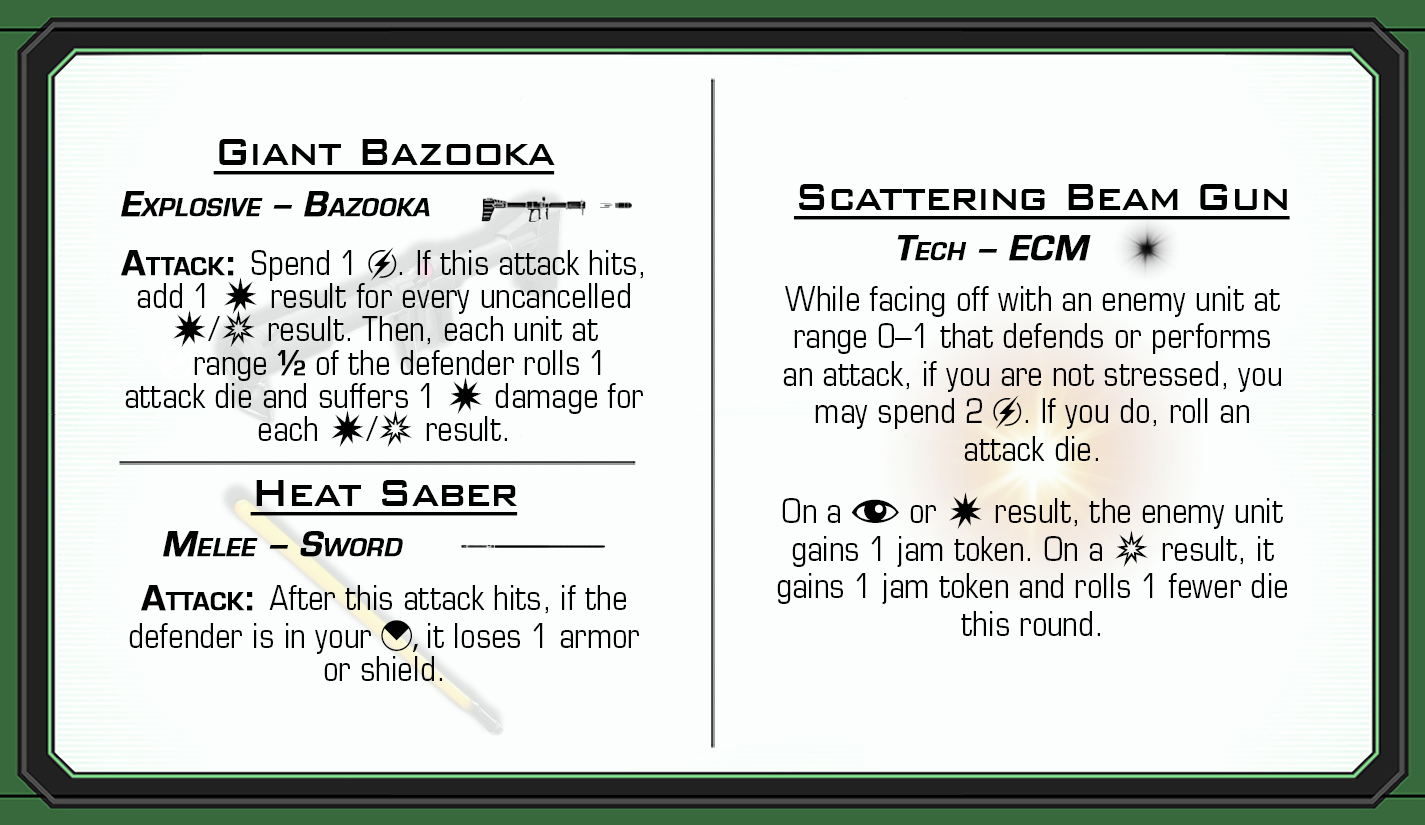 GIANT BAZOOKA
EXPLOSIVE – BAZOOKA
ATTACK: Spend 1 . If this attack hits,
add 1 result for every uncancelled
/ result. Then, each unit at
range ½ of the defender rolls 1
attack die and suffers 1 damage for
each / result.
HEAT SABER
MELEE – SWORD
ATTACK: After this attack hits, if the
defender is in your , it loses 1 armor
or shield.
SCATTERING BEAM GUN
TECH – ECM
While facing off with an enemy unit at
range 0–1 that defends or performs
an attack, if you are not stressed, you
may spend 2 . If you do, roll an
attack die.
On a or result, the enemy unit
gains 1 jam token. On a result, it
gains 1 jam token and rolls 1 fewer die
this round.